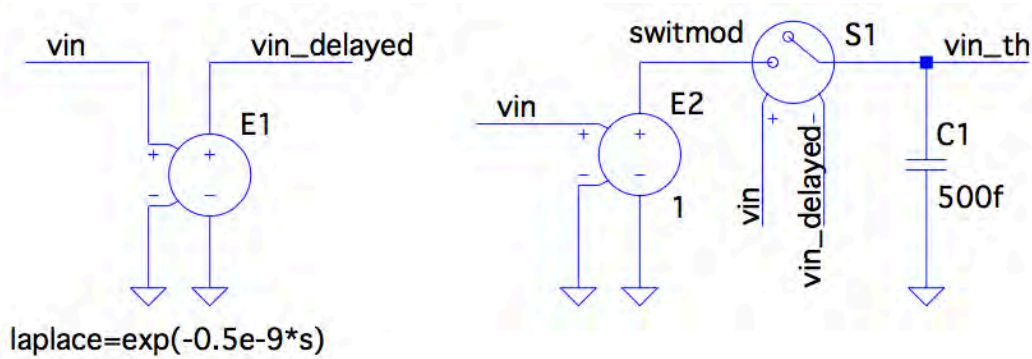 vin
vin_delayed
E1
+
+
−
−
laplace=exp(-0.5e-9*s)
switmod
S1
vin_th
vin
E2
+
+
−
−
1
+
−
vin
vin_delayed
C1
500f